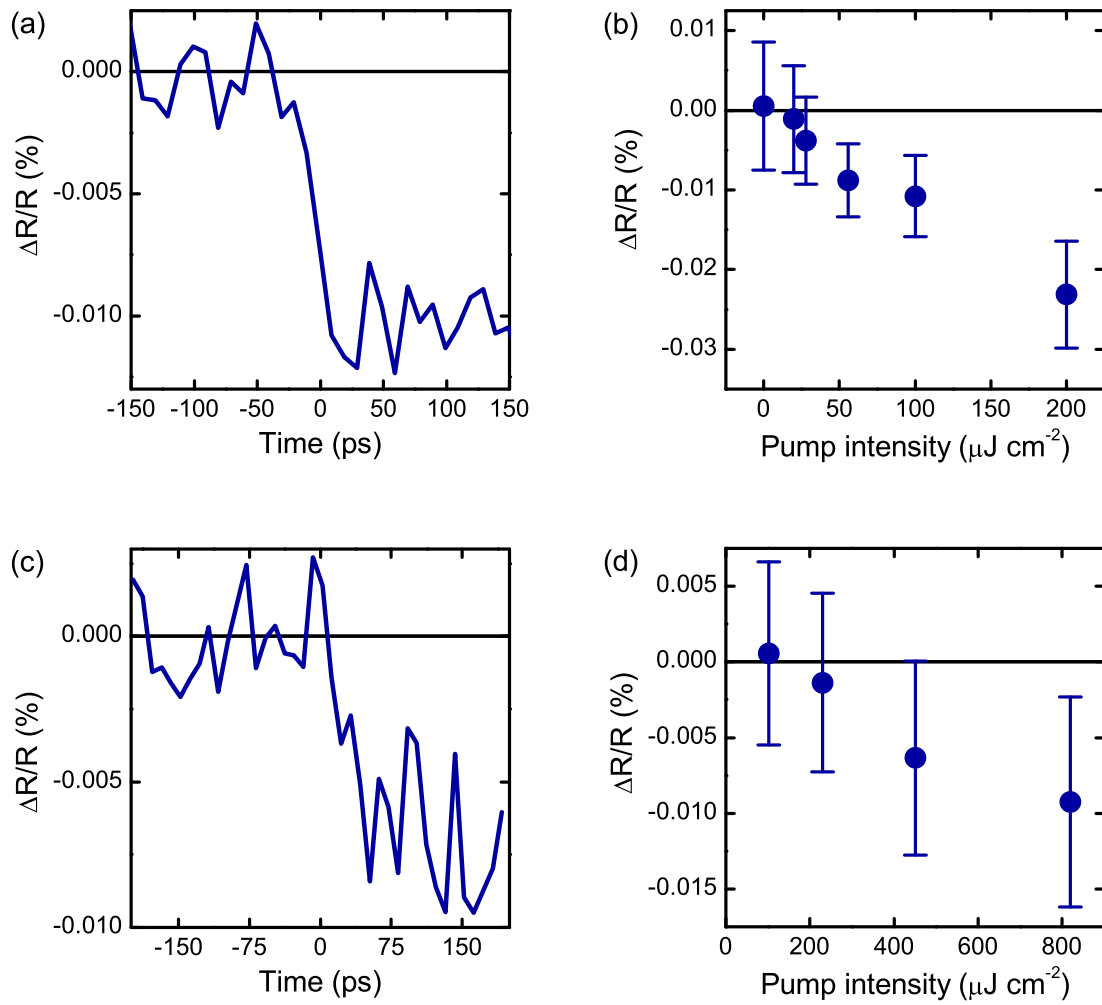 (a)
0.000
-0.005
-0.010
ΔR/R (%)
-150 -100 -50 0 50 100 150
Time (ps)
(b)
0.01
0.00
-0.01
-0.02
-0.03
ΔR/R (%)
0 50 100 150 200
Pump intensity (μJ cm⁻²)
(c)
0.000
-0.005
-0.010
ΔR/R (%)
-150 -75 0 75 150
Time (ps)
(d)
0.005
0.000
-0.005
-0.010
-0.015
ΔR/R (%)
0 200 400 600 800
Pump intensity (μJ cm⁻²)